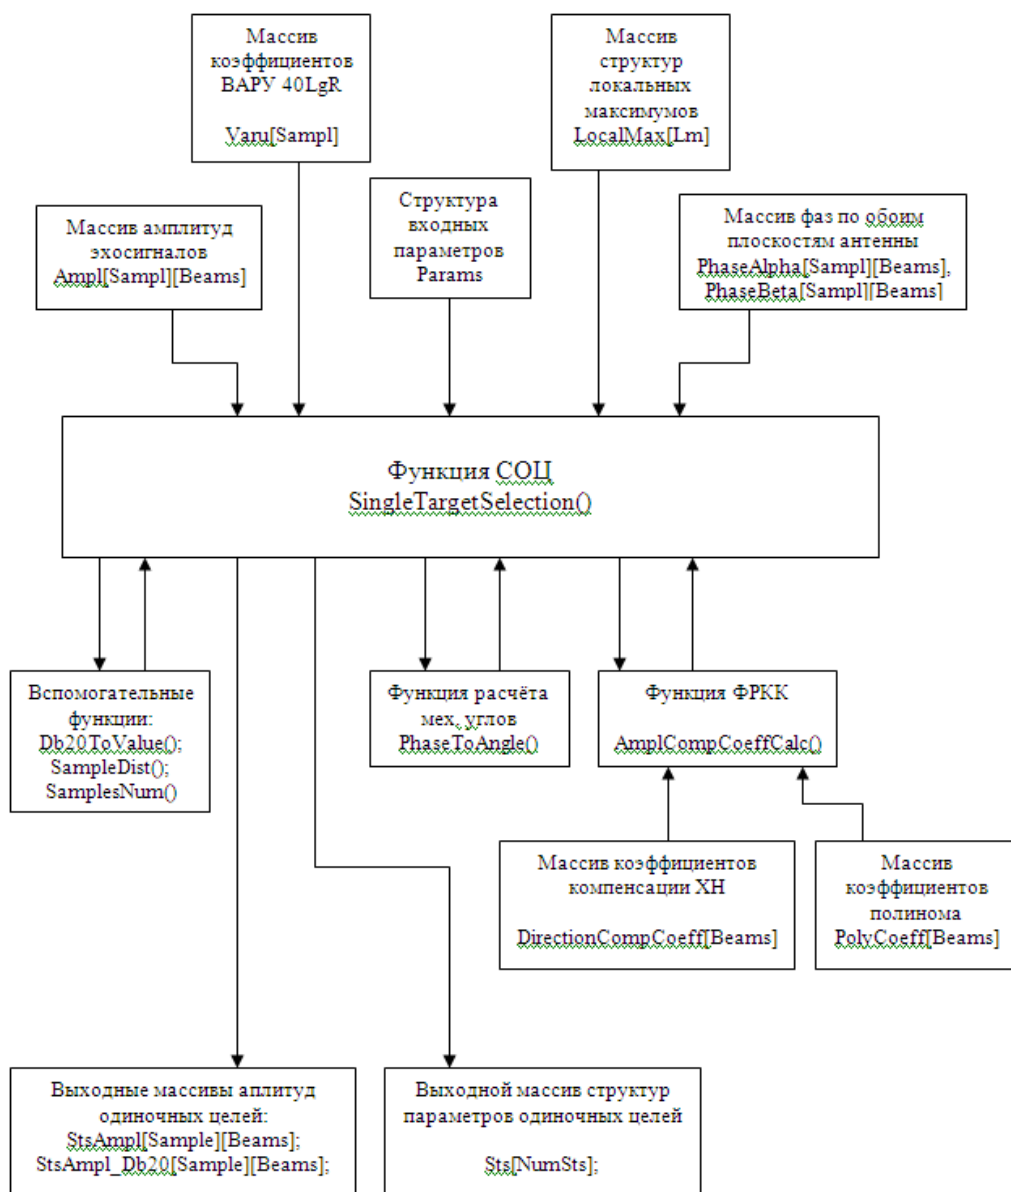 Массив
коэффициентов
ВАРУ 40LgR
Varu[Sampl]
Массив
структур
локальных
максимумов
LocalMax[Lm]
Массив амплитуд
эхосигналов
Ampl[Sampl][Beams]
Структура
входных
параметров
Params
Массив фаз по обоим
плоскостям антенны
PhaseAlpha[Sampl][Beams],
PhaseBeta[Sampl][Beams]
Функция СОЦ
SingleTargetSelection()
Вспомогательные
функции:
Db20ToValue();
SampleDist();
SamplesNum()
Функция расчёта
мех. углов
PhaseToAngle()
Функция ФРКК
AmplCompCoeffCalc()
Массив коэффициентов
компенсации ХН
DirectionCompCoeff[Beams]
Массив
коэффициентов
полинома
PolyCoeff[Beams]
Выходные массивы аплитуд
одиночных целей:
StsAmpl[Sample][Beams];
StsAmpl_Db20[Sample][Beams];
Выходной массив структур
параметров одиночных целей
Sts[NumSts];